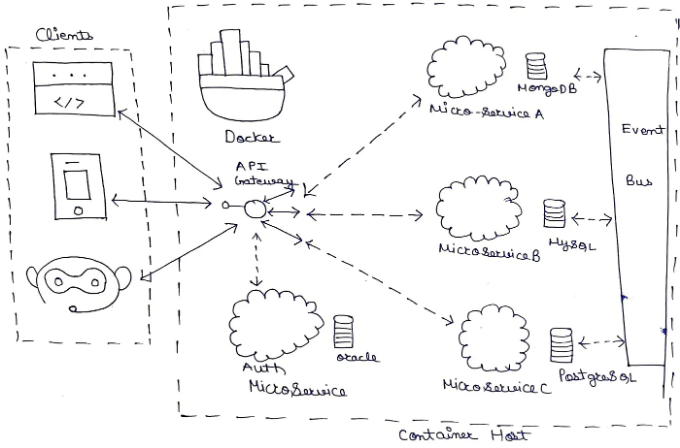 Clients
...
</>
Docker
API
Gateway
Micro-Service A
MongoDB
Event
Bus
MicroService B
MySQL
Auth
MicroService
oracle
MicroService C
PostgreSQL
Container Host